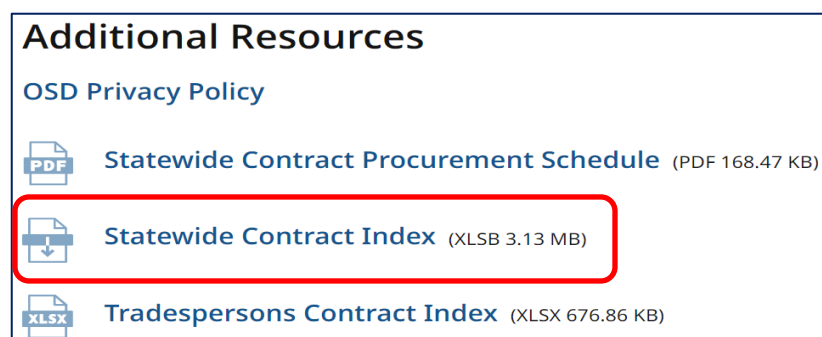 Additional Resources
OSD Privacy Policy
PDF Statewide Contract Procurement Schedule (PDF 168.47 KB)
Statewide Contract Index (XLSB 3.13 MB)
XLSX Tradespersons Contract Index (XLSX 676.86 KB)